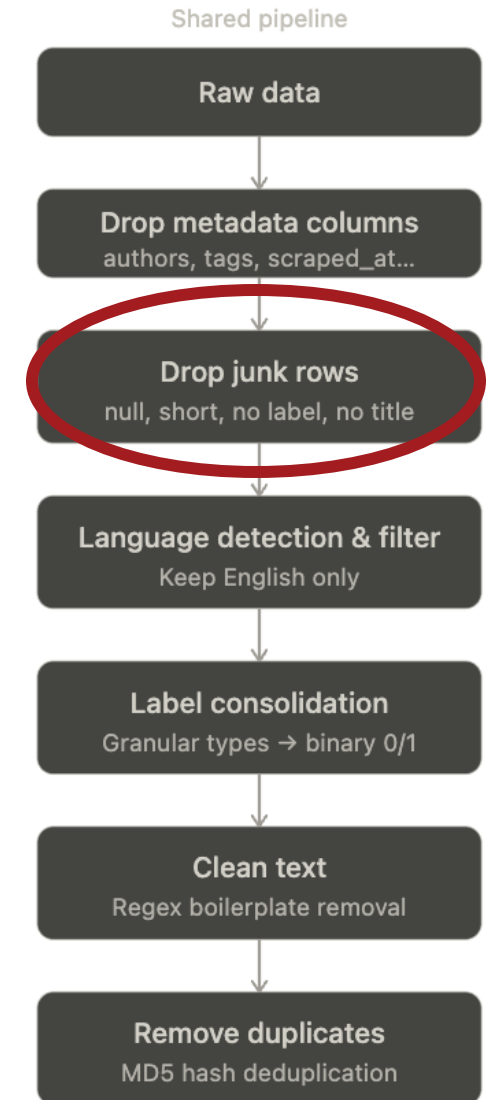 Shared pipeline
Raw data
Drop metadata columns
authors, tags, scraped_at...
Drop junk rows
null, short, no label, no title
Language detection & filter
Keep English only
Label consolidation
Granular types → binary 0/1
Clean text
Regex boilerplate removal
Remove duplicates
MD5 hash deduplication